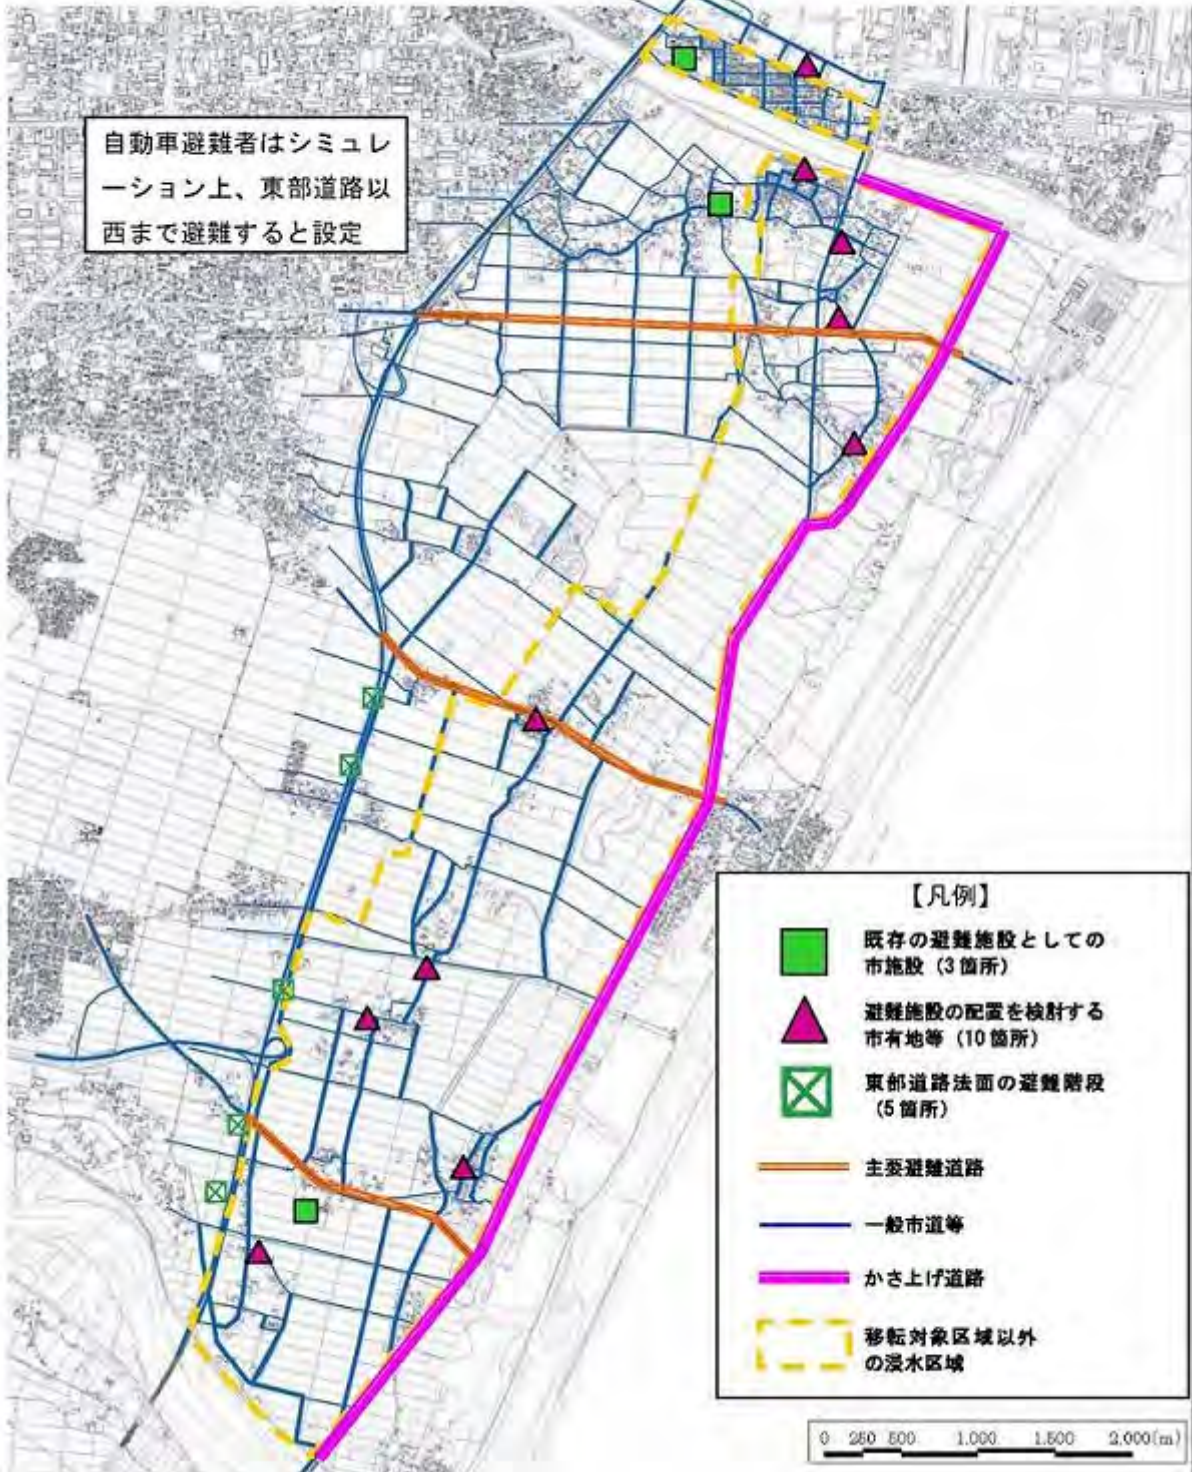 自動車避難者はシミュレ
ーション上、東部道路以
西まで避難すると設定
【凡例】
既存の避難施設としての
市施設（3箇所）
避難施設の配置を検討する
市有地等（10箇所）
東部道路法面の避難階段
（5箇所）
主要避難道路
一般市道等
かさ上げ道路
移転対象区域以外
の浸水区域
0 250 500 1,000 1,500 2,000(m)